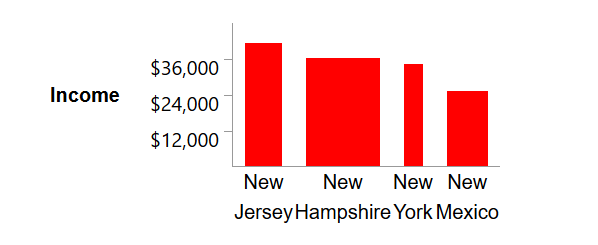 $36,000
Income
$24,000
$12,000
New New New New
Jersey Hampshire York Mexico